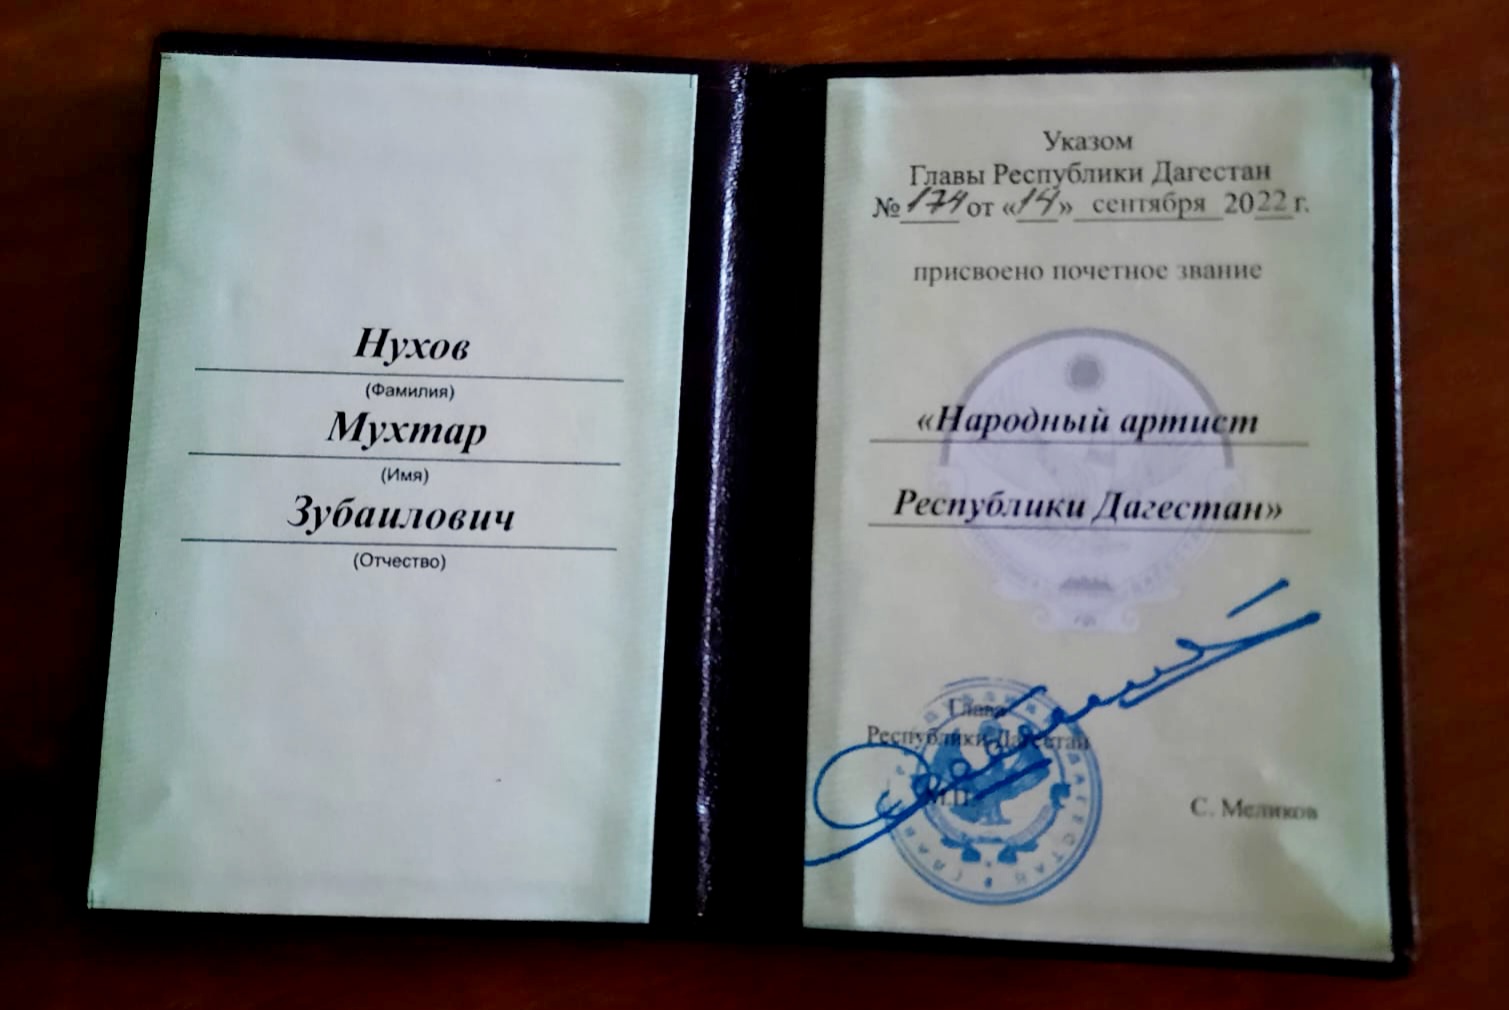 Нухов
(Фамилия)
Мухтар
(Имя)
Зубаилович
(Отчество)
Указом
Главы Республики Дагестан
№ 174 от «14» сентября 2022 г.
присвоено почетное звание
«Народный артист
Республики Дагестан»
Глава
Республики Дагестан
М.П.
С. Меликов